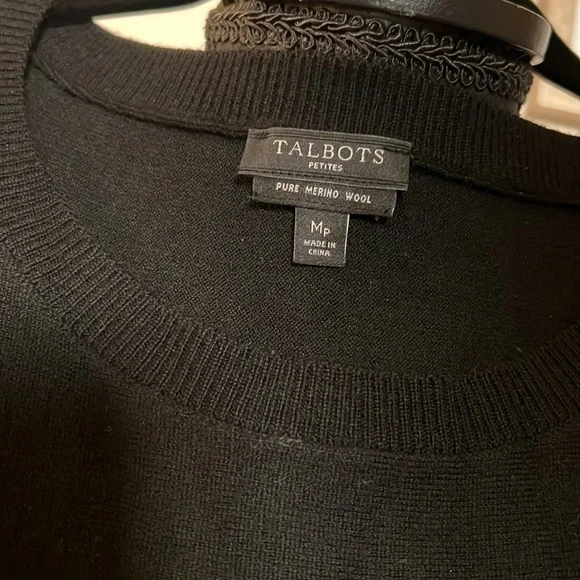 TALBOTS
PETITES
PURE MERINO WOOL
MP
MADE IN
CHINA